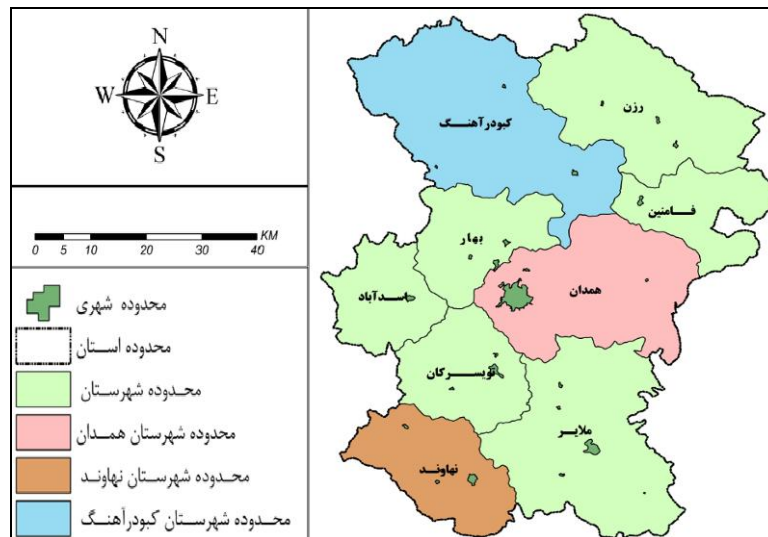 N
W E
S
KM
0 5 10 20 30 40
محدوده شهری
محدوده استان
محدوده شهرستان
محدوده شهرستان همدان
محدوده شهرستان نهاوند
محدوده شهرستان کبودرآهنگ
رزن
کبودرآهنگ
فامنین
بهار
همدان
اسدآباد
تویسرکان
ملایر
نهاوند